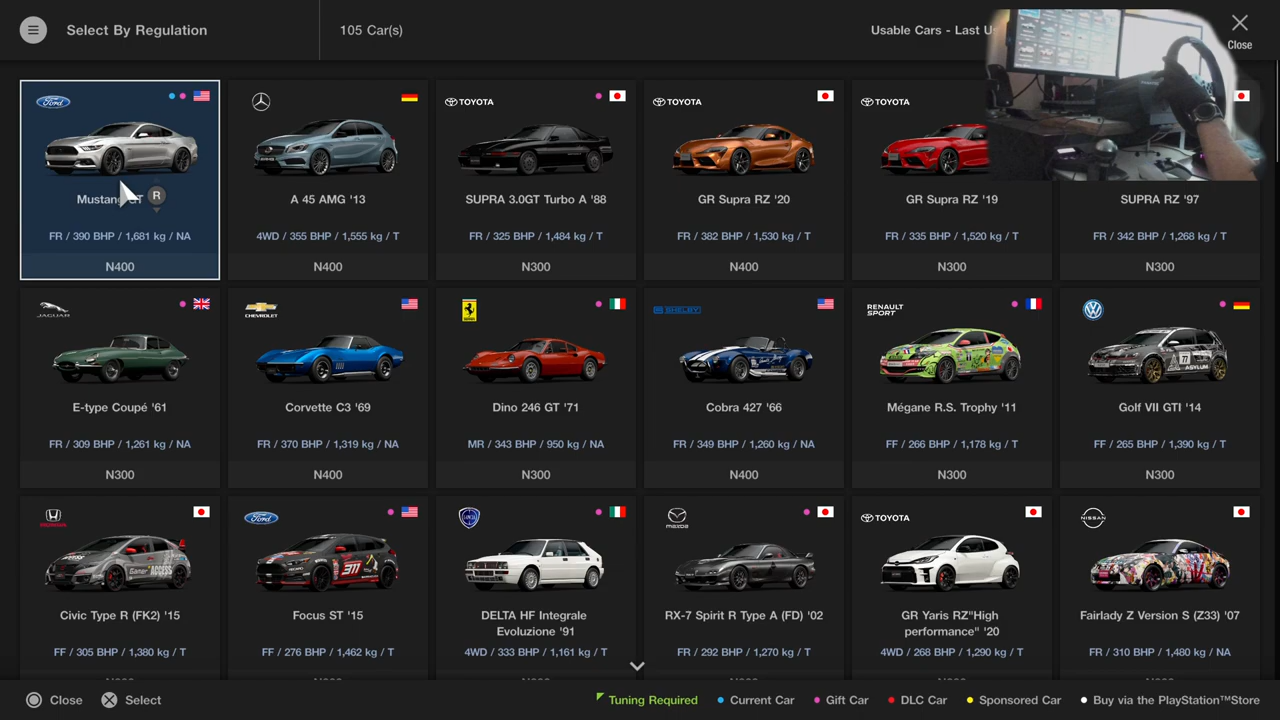 Select By Regulation
105 Car(s)
Usable Cars - Last U
Close
Ford
TOYOTA
TOYOTA
TOYOTA
Mustan GT
R
A 45 AMG '13
SUPRA 3.0GT Turbo A '88
GR Supra RZ '20
GR Supra RZ '19
SUPRA RZ '97
FR / 390 BHP / 1,681 kg / NA
4WD / 355 BHP / 1,555 kg / T
FR / 325 BHP / 1,484 kg / T
FR / 382 BHP / 1,530 kg / T
FR / 335 BHP / 1,520 kg / T
FR / 342 BHP / 1,268 kg / T
N400
N400
N300
N400
N300
N300
JAGUAR
CHEVROLET
SHELBY
RENAULT
SPORT
77
ASYLUM
E-type Coupé '61
Corvette C3 '69
Dino 246 GT '71
Cobra 427 '66
Mégane R.S. Trophy '11
Golf VII GTI '14
FR / 309 BHP / 1,261 kg / NA
FR / 370 BHP / 1,319 kg / NA
MR / 343 BHP / 950 kg / NA
FR / 349 BHP / 1,260 kg / NA
FF / 266 BHP / 1,178 kg / T
FF / 265 BHP / 1,390 kg / T
N300
N400
N300
N400
N300
N300
HONDA
Ford
LANCIA
mazda
TOYOTA
NISSAN
Gamer ACCESS
311
Civic Type R (FK2) '15
Focus ST '15
DELTA HF Integrale
Evoluzione '91
RX-7 Spirit R Type A (FD) '02
GR Yaris RZ"High
performance" '20
Fairlady Z Version S (Z33) '07
FF / 305 BHP / 1,380 kg / T
FF / 276 BHP / 1,462 kg / T
4WD / 333 BHP / 1,161 kg / T
FR / 292 BHP / 1,270 kg / T
4WD / 268 BHP / 1,290 kg / T
FR / 310 BHP / 1,480 kg / NA
Close
Select
Tuning Required
Current Car
Gift Car
DLC Car
Sponsored Car
Buy via the PlayStation™Store